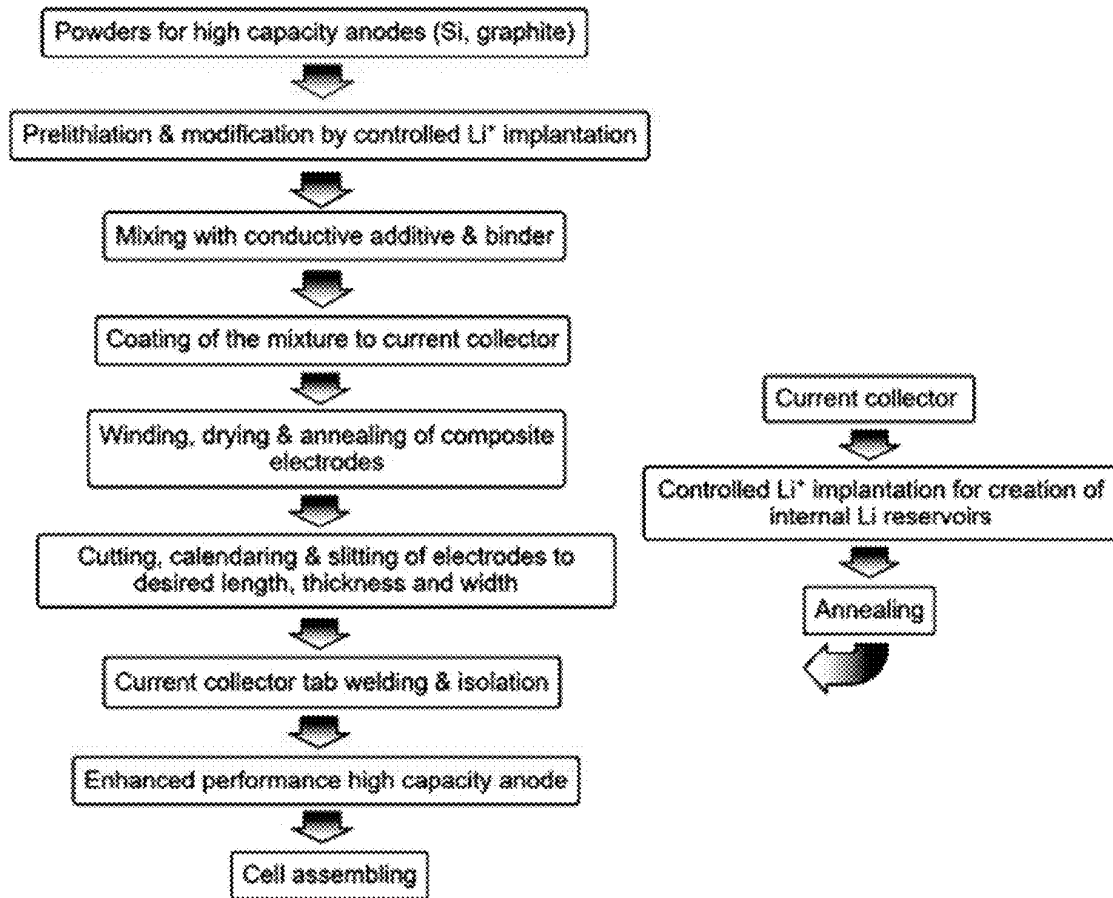 Powders for high capacity anodes (Si, graphite)
Prelithiation & modification by controlled Li⁺ implantation
Mixing with conductive additive & binder
Coating of the mixture to current collector
Winding, drying & annealing of composite
electrodes
Cutting, calendaring & slitting of electrodes to
desired length, thickness and width
Current collector tab welding & isolation
Enhanced performance high capacity anode
Cell assembling
Current collector
Controlled Li⁺ implantation for creation of
internal Li reservoirs
Annealing